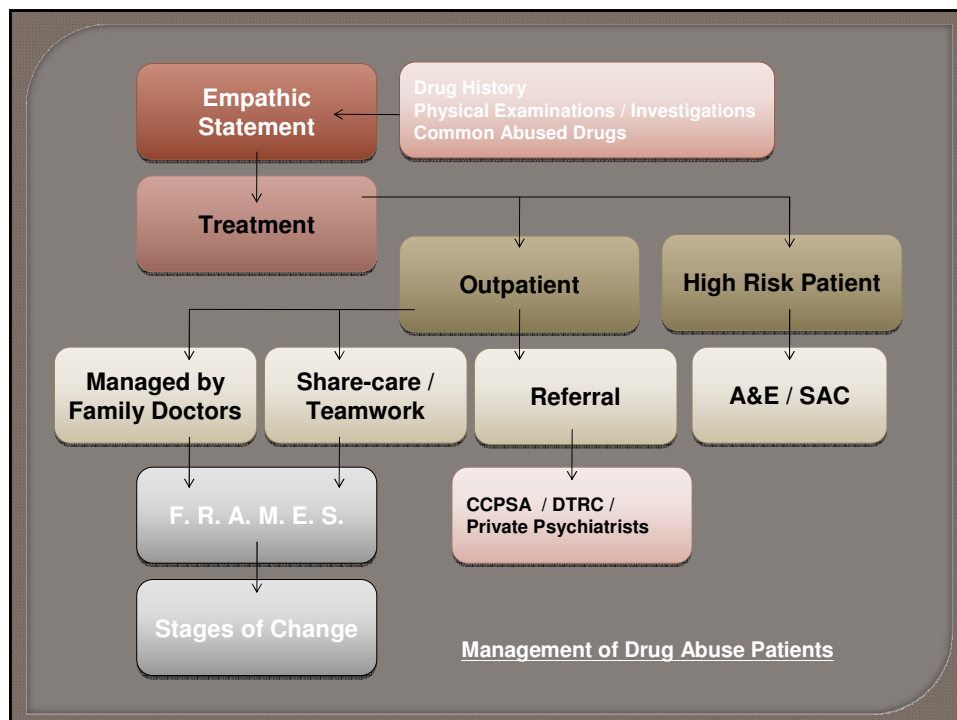 Empathic
Statement
Drug History
Physical Examinations / Investigations
Common Abused Drugs
Treatment
Outpatient
High Risk Patient
Managed by
Family Doctors
Share-care /
Teamwork
Referral
A&E / SAC
F. R. A. M. E. S.
CCPSA / DTRC /
Private Psychiatrists
Stages of Change
Management of Drug Abuse Patients